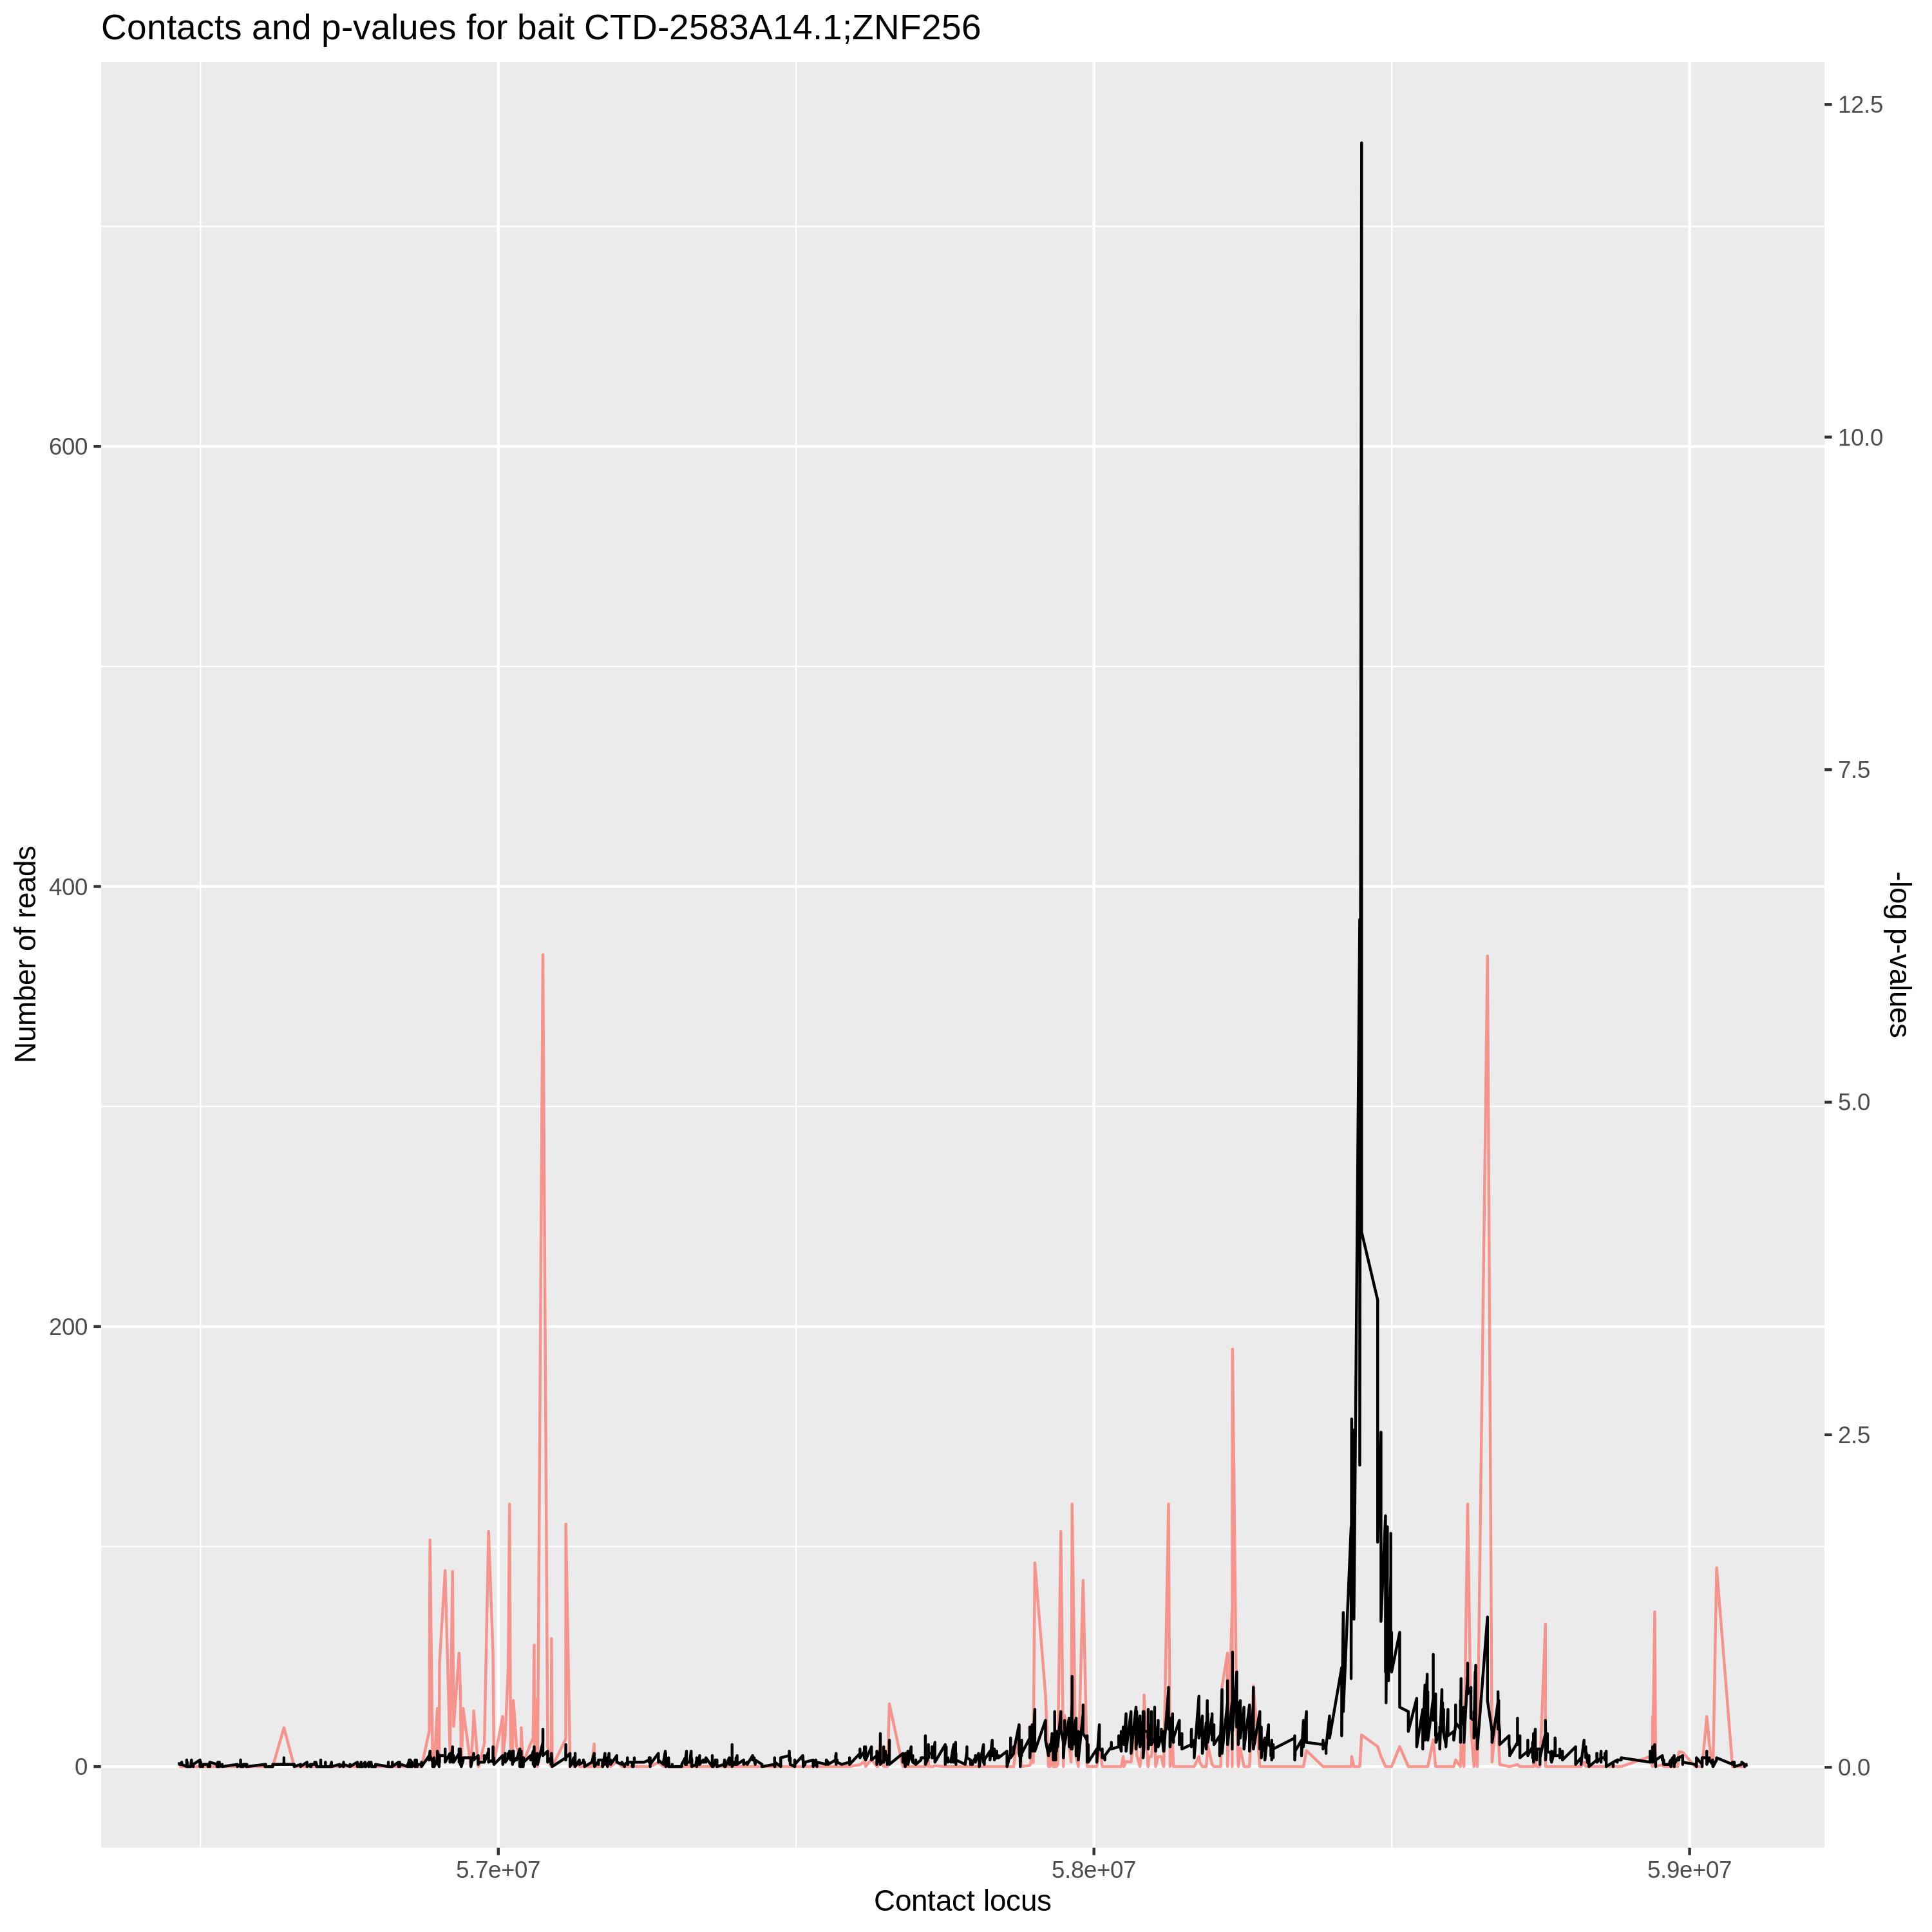 Contacts and p-values for bait CTD-2583A14.1;ZNF256
12.5
600
10.0
7.5
400
Number of reads
-log p-values
5.0
200
2.5
0
0.0
5.7e+07
5.8e+07
5.9e+07
Contact locus